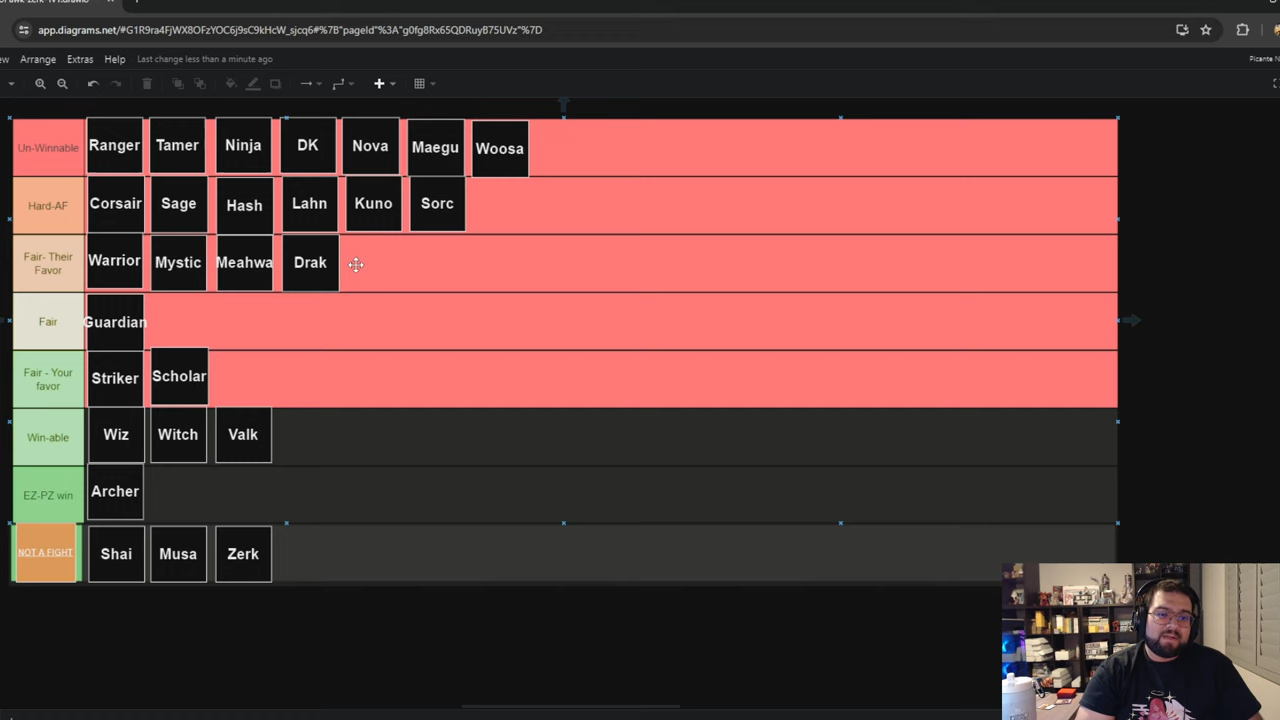 app.diagrams.net/#G1R9ra4FjWX8OFzYOC6j9sC9kHcW_sjcq6#%7B"pageId"%3A"g0fg8Rx65QDRuyB75UVz"%7D
Arrange Extras Help Last change less than a minute ago
Picante N
Un-Winnable Ranger Tamer Ninja DK Nova Maegu Woosa
Hard-AF Corsair Sage Hash Lahn Kuno Sorc
Fair- Their
Favor
Warrior Mystic Meahwa Drak
Fair Guardian
Fair - Your
favor
Striker Scholar
Win-able Wiz Witch Valk
EZ-PZ win Archer
NOT A FIGHT Shai Musa Zerk